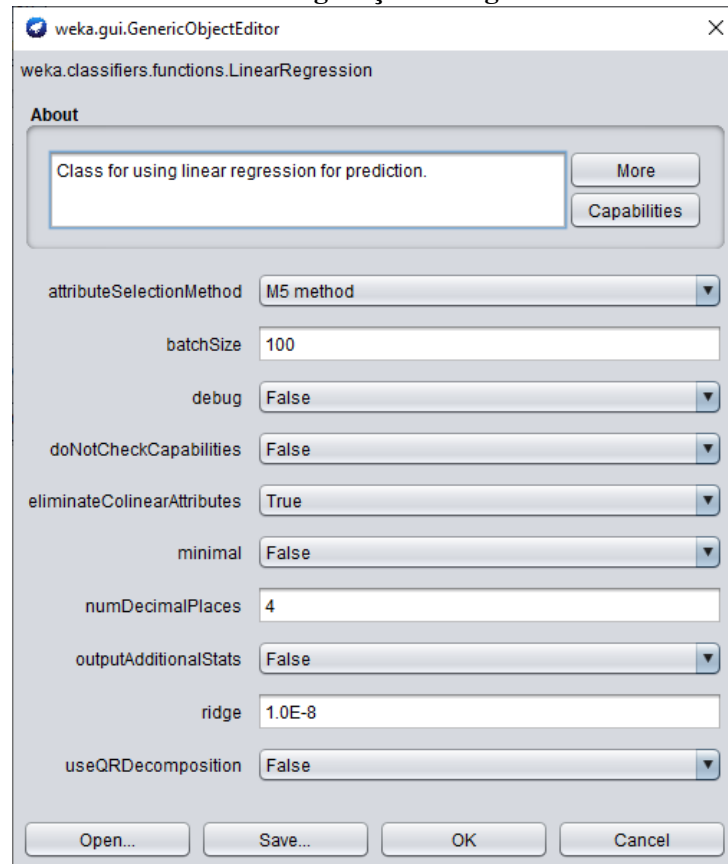 weka.gui.GenericObjectEditor
weka.classifiers.functions.LinearRegression
About
Class for using linear regression for prediction.
More
Capabilities
attributeSelectionMethod M5 method
batchSize 100
debug False
doNotCheckCapabilities False
eliminateColinearAttributes True
minimal False
numDecimalPlaces 4
outputAdditionalStats False
ridge 1.0E-8
useQRDecomposition False
Open... Save... OK Cancel